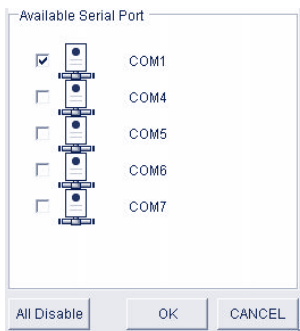 Available Serial Port
COM1
COM4
COM5
COM6
COM7
All Disable OK CANCEL